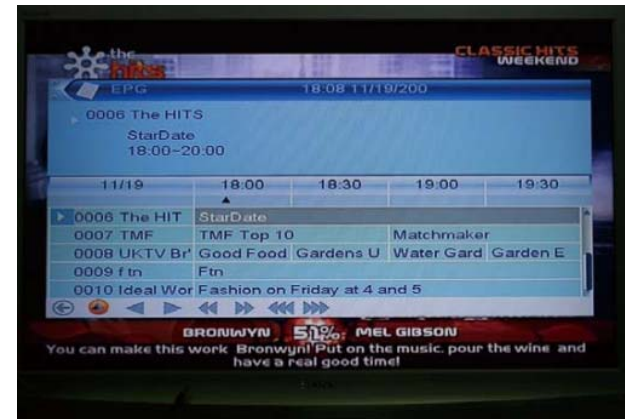 the
hits
CLASSIC HITS
WEEKEND
EPG 18:08 11/19/200
0006 The HITS
StarDate
18:00~20:00
11/19 18:00 18:30 19:00 19:30
0006 The HIT StarDate
0007 TMF TMF Top 10 Matchmaker
0008 UKTV Br' Good Food Gardens U Water Gard Garden E
0009 f tn Ftn
0010 Ideal Wor Fashion on Friday at 4 and 5
BRONWYN 51% MEL GIBSON
You can make this work Bronwyn! Put on the music. pour the wine and
have a real good time!